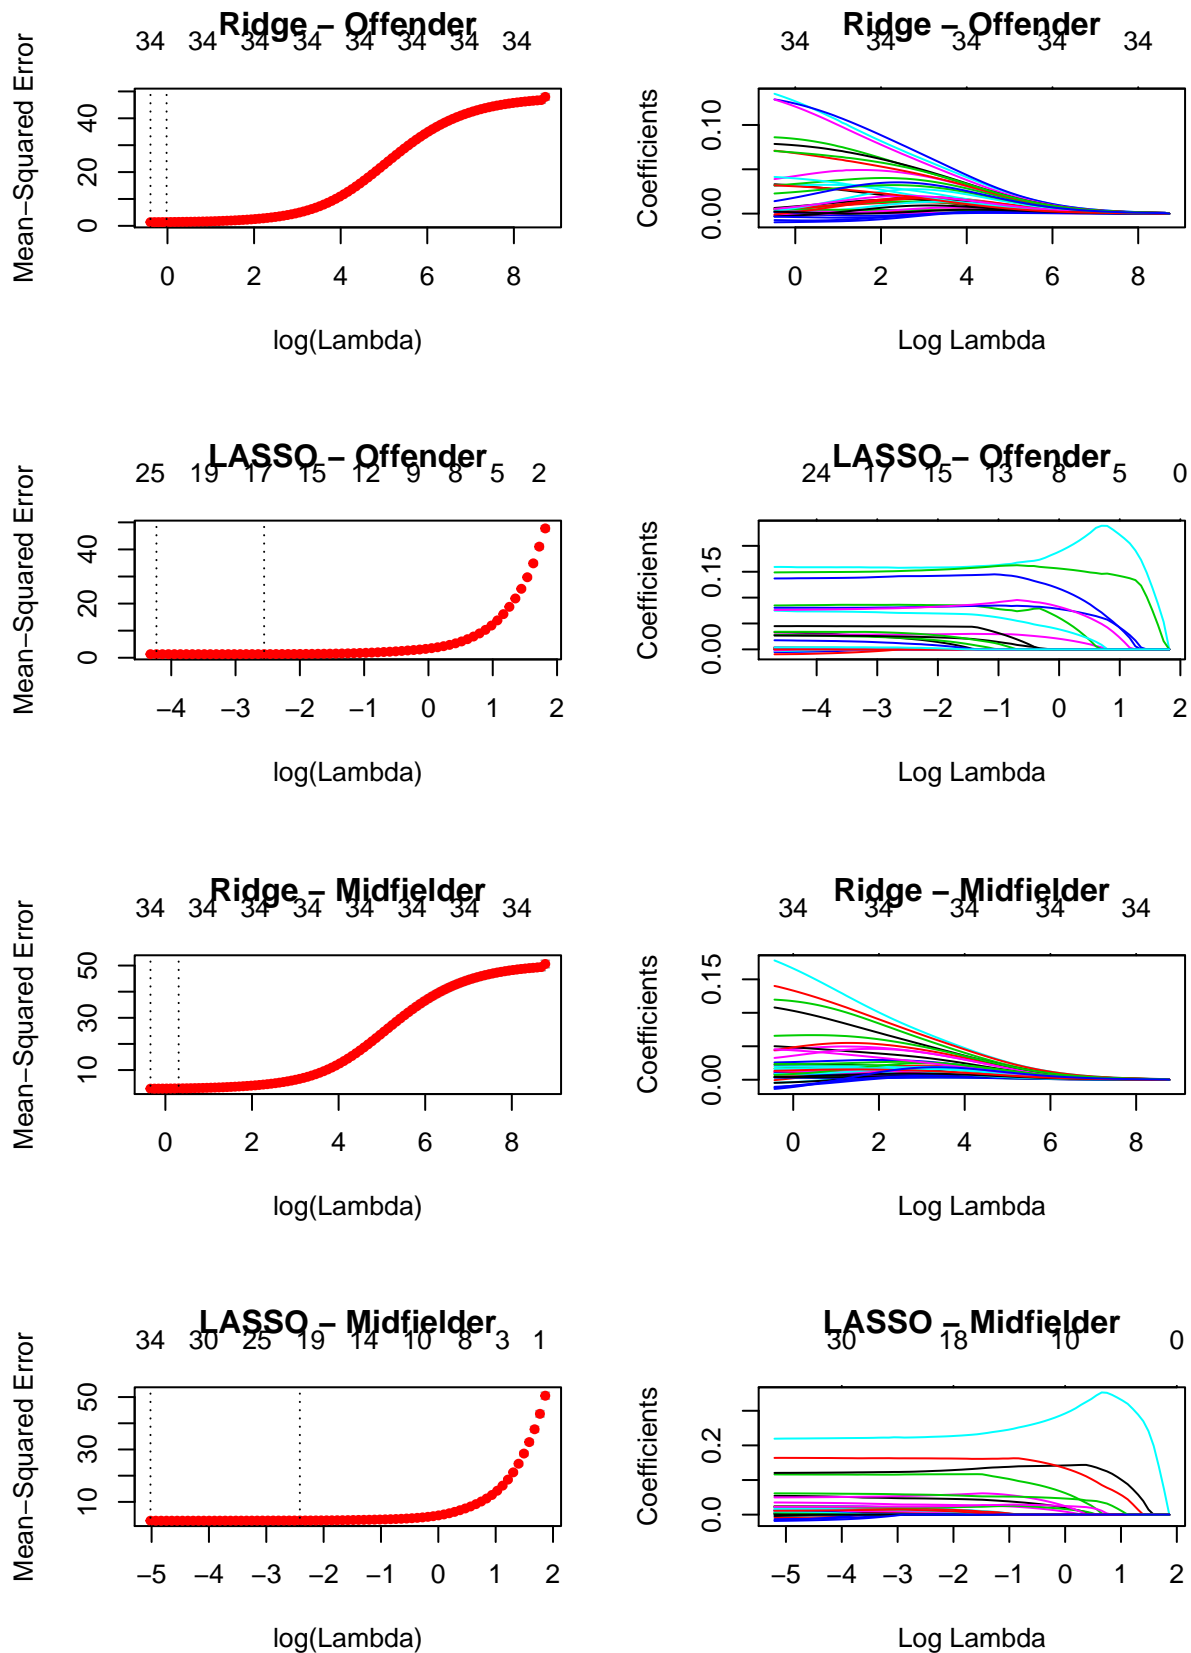 Ridge – Offender
34 34 34 34 34 34 34 34
Mean−Squared Error
0 20 40
0 2 4 6 8
log(Lambda)
Ridge – Offender
34 34 34 34 34
Coefficients
0.00 0.10
0 2 4 6 8
Log Lambda
LASSO – Offender
25 19 17 15 12 9 8 5 2
Mean−Squared Error
0 20 40
−4 −3 −2 −1 0 1 2
log(Lambda)
LASSO – Offender
24 17 15 13 8 5 0
Coefficients
0.00 0.15
−4 −3 −2 −1 0 1 2
Log Lambda
Ridge – Midfielder
34 34 34 34 34 34 34 34
Mean−Squared Error
10 30 50
0 2 4 6 8
log(Lambda)
Ridge – Midfielder
34 34 34 34 34
Coefficients
0.00 0.15
0 2 4 6 8
Log Lambda
LASSO – Midfielder
34 30 25 19 14 10 8 3 1
Mean−Squared Error
10 30 50
−5 −4 −3 −2 −1 0 1 2
log(Lambda)
LASSO – Midfielder
30 18 10 0
Coefficients
0.0 0.2
−5 −4 −3 −2 −1 0 1 2
Log Lambda